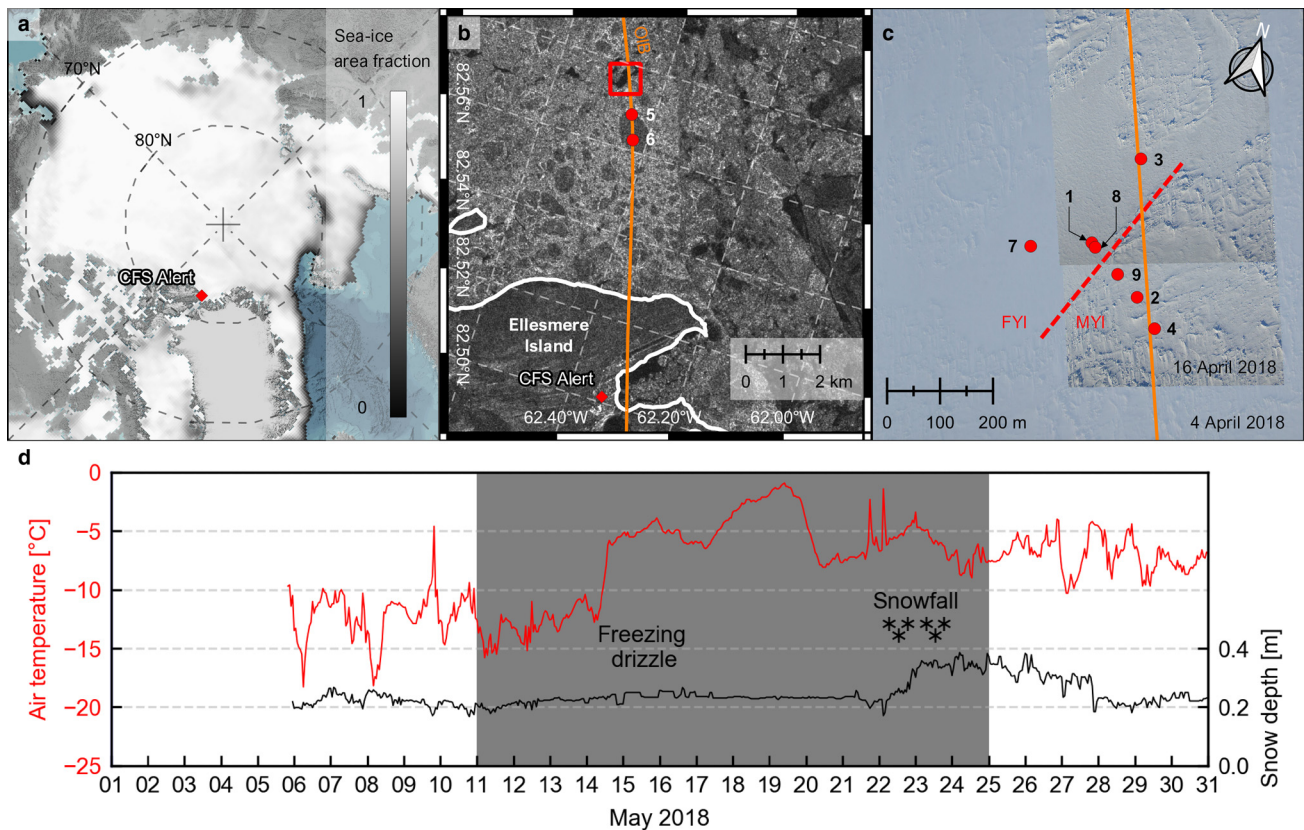 a
Sea-ice
area fraction
70°N
1
80°N
CFS Alert
0
b
OIB
82.56°N
5
6
82.54°N
82.52°N
82.50°N
Ellesmere
Island
CFS Alert
0 1 2 km
62.40°W 62.20°W 62.00°W
c
N
3
1 8
7
9
2
FYI MYI
4
16 April 2018
0 200 m
4 April 2018
d
Air temperature [°C]
0
−5
−10
−15
−20
−25
Snowfall
Freezing
drizzle
0.4
0.2
0.0
Snow depth [m]
01 02 03 04 05 06 07 08 09 10 11 12 13 14 15 16 17 18 19 20 21 22 23 24 25 26 27 28 29 30 31
May 2018